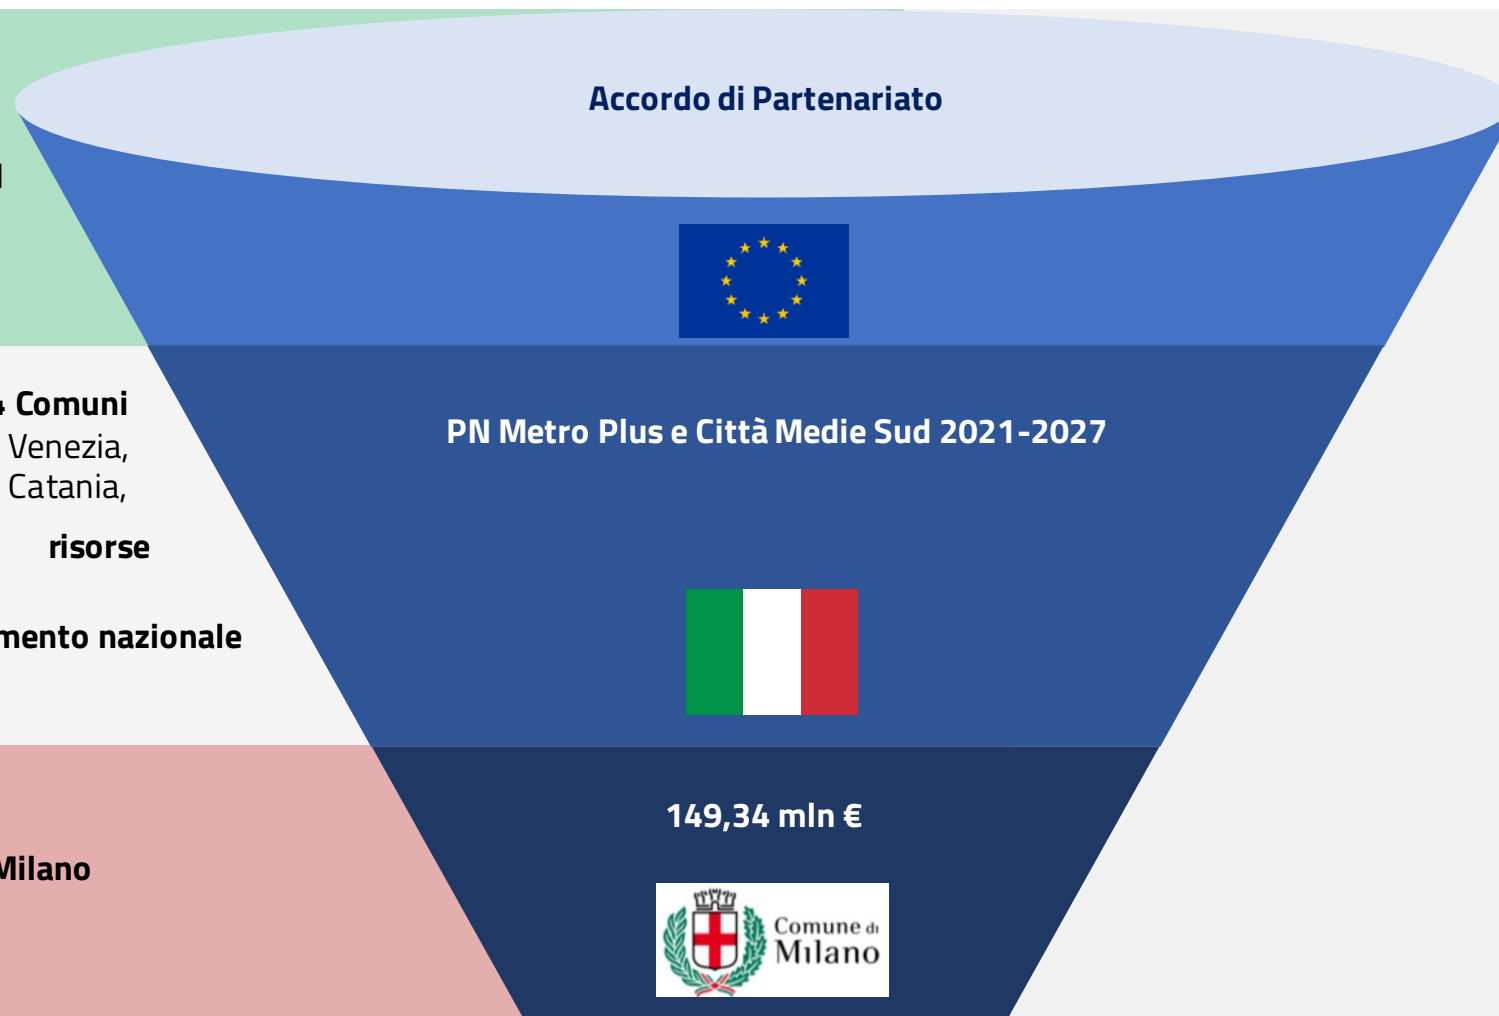 Accordo di Partenariato
Comuni
Venezia,
Catania,
risorse
nazionale
PN Metro Plus e Città Medie Sud 2021-2027
149,34 mln €
Milano
Comune di
Milano